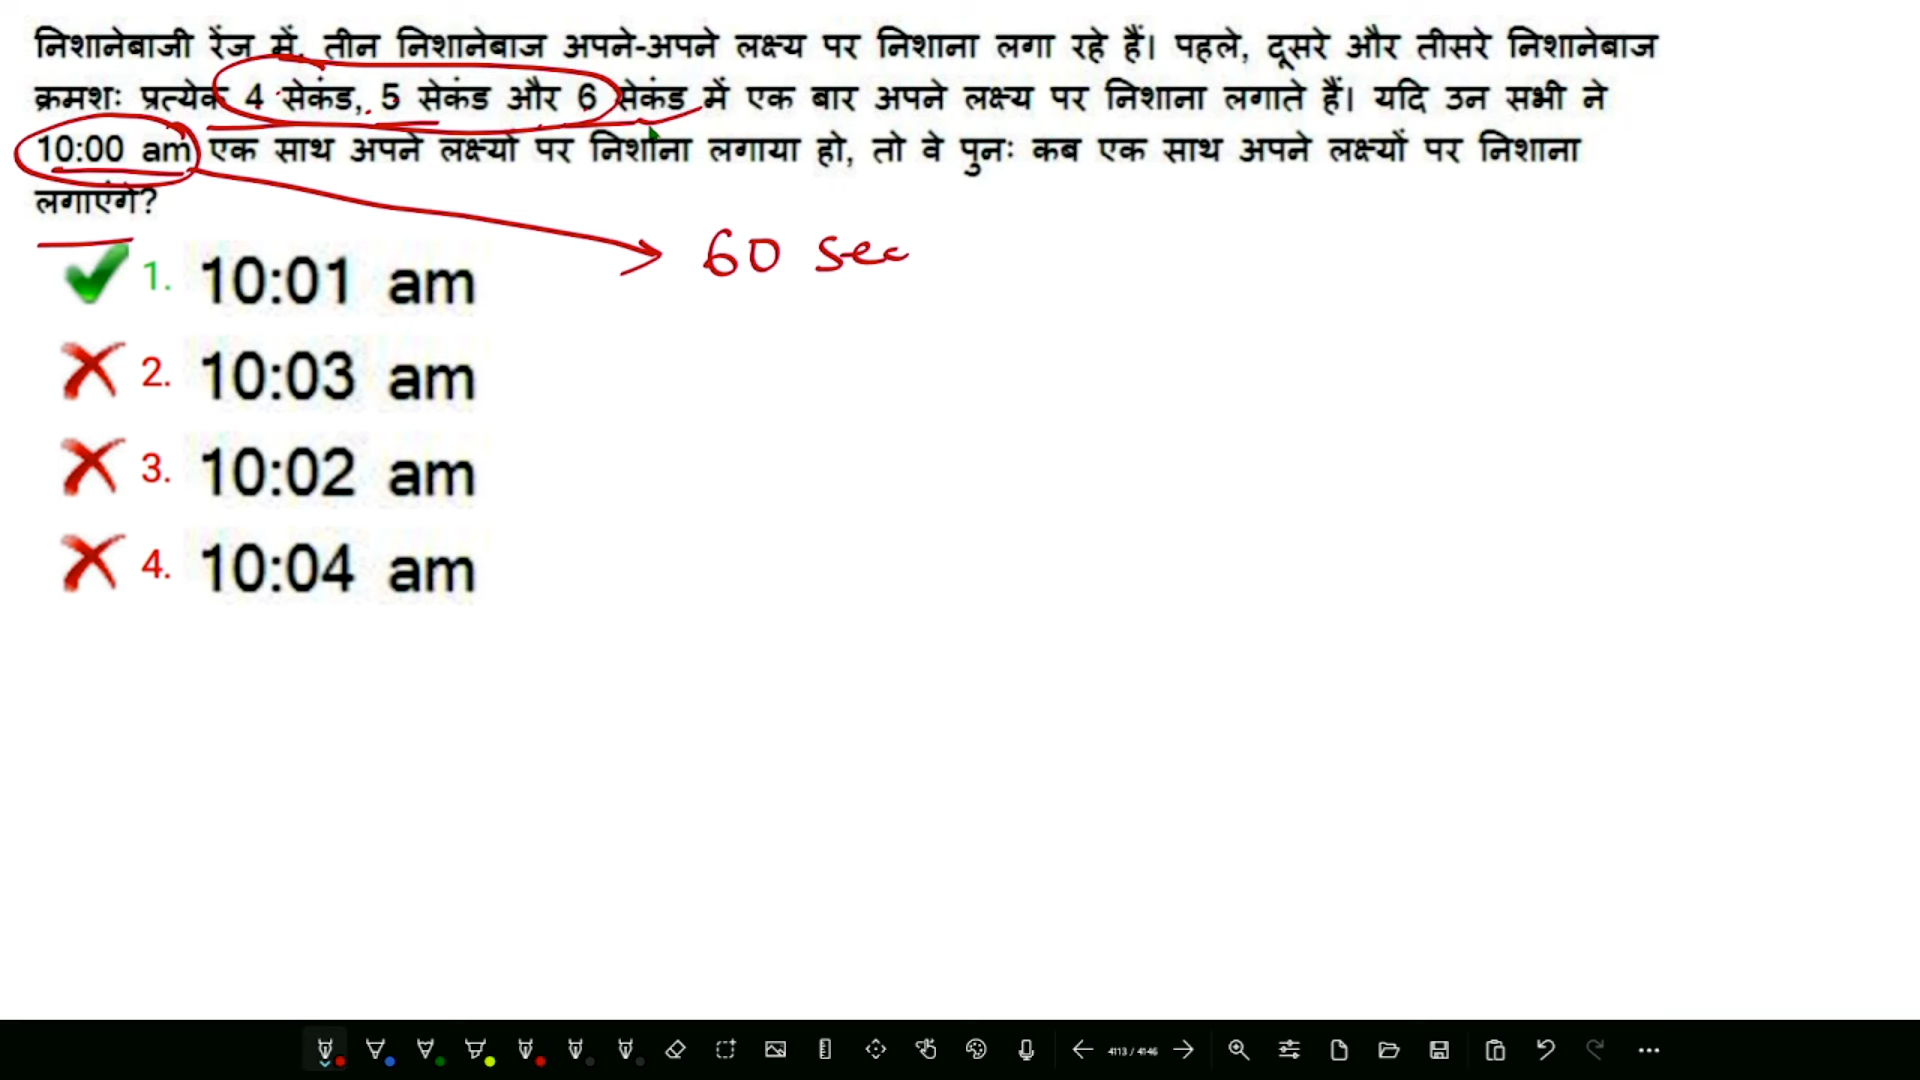 निशानेबाजी रेंज में, तीन निशानेबाज अपने-अपने लक्ष्य पर निशाना लगा रहे हैं। पहले, दूसरे और तीसरे निशानेबाज
क्रमशः प्रत्येक 4 सेकंड, 5 सेकंड और 6 सेकंड में एक बार अपने लक्ष्य पर निशाना लगाते हैं। यदि उन सभी ने
10:00 am एक साथ अपने लक्ष्यों पर निशाना लगाया हो, तो वे पुनः कब एक साथ अपने लक्ष्यों पर निशाना
लगाएंगे?
60 sec
1. 10:01 am
2. 10:03 am
3. 10:02 am
4. 10:04 am
4113 / 4146